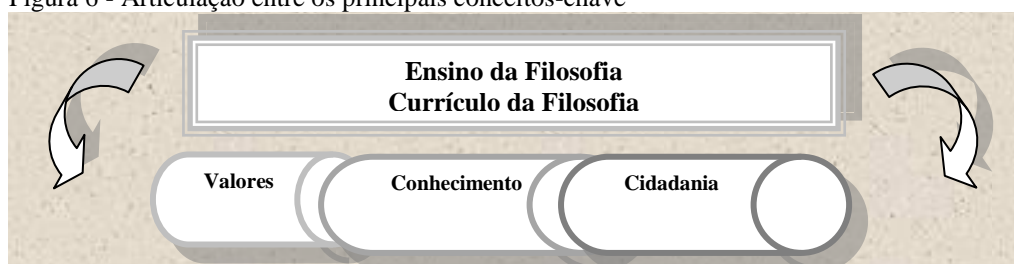 Figura 6 - Articulação entre os principais conceitos-chave
Ensino da Filosofia
Currículo da Filosofia
Valores Conhecimento Cidadania